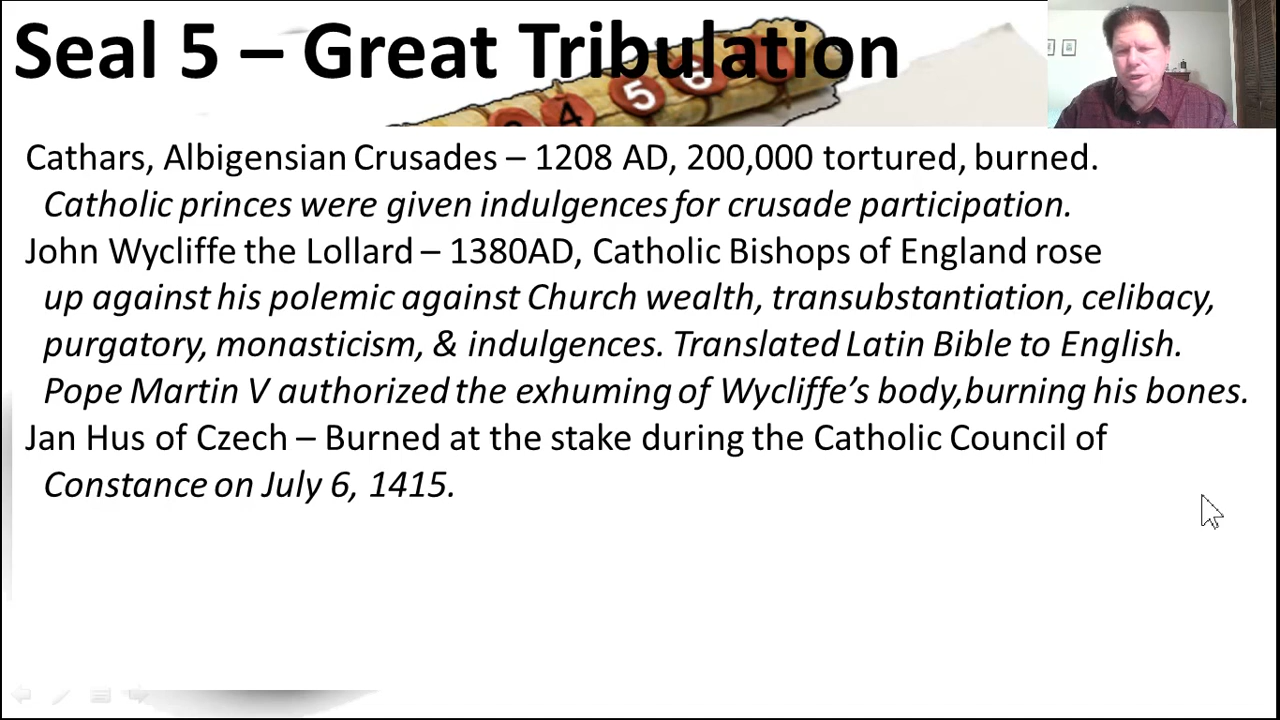 Seal 5 – Great Tribulation
4
5
6
Cathars, Albigensian Crusades – 1208 AD, 200,000 tortured, burned.
Catholic princes were given indulgences for crusade participation.
John Wycliffe the Lollard – 1380AD, Catholic Bishops of England rose
up against his polemic against Church wealth, transubstantiation, celibacy,
purgatory, monasticism, & indulgences. Translated Latin Bible to English.
Pope Martin V authorized the exhuming of Wycliffe’s body,burning his bones.
Jan Hus of Czech – Burned at the stake during the Catholic Council of
Constance on July 6, 1415.